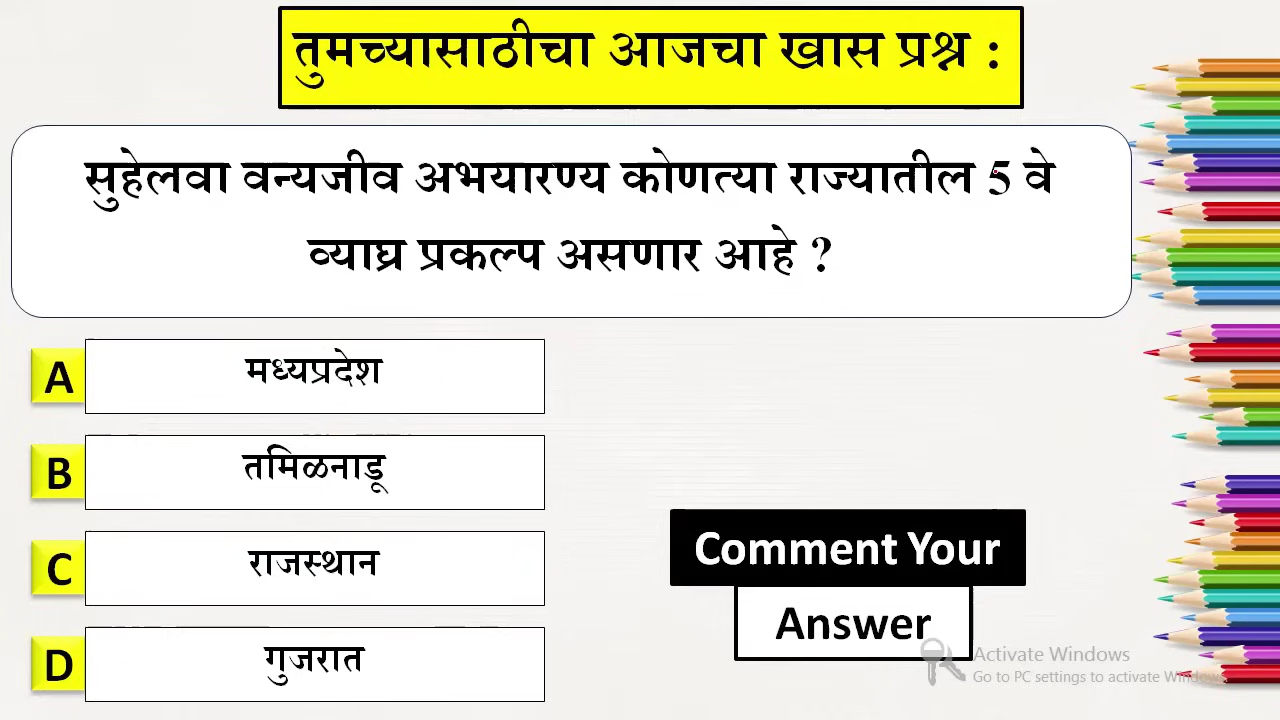 तुमच्यासाठीचा आजचा खास प्रश्न :
सुहेलवा वन्यजीव अभयारण्य कोणत्या राज्यातील 5 वे
व्याघ्र प्रकल्प असणार आहे ?
A मध्यप्रदेश
B तमिळनाडू
C राजस्थान
D गुजरात
Comment Your
Answer
Activate Windows
Go to PC settings to activate Windows.